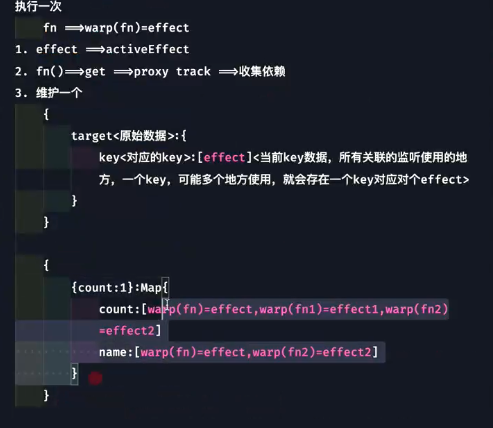 执行一次
fn ==>warp(fn)=effect
1. effect ==>activeEffect
2. fn()==>get ==>proxy track ==>收集依赖
3. 维护一个
{
target<原始数据>:{
key<对应的key>:[effect]<当前key数据，所有关联的监听使用的地
方，一个key，可能多个地方使用，就会存在一个key对应对个effect>
}
}
{
{count:1}:Map{
count:[warp(fn)=effect,warp(fn1)=effect1,warp(fn2)
=effect2]
name:[warp(fn)=effect,warp(fn2)=effect2]
}
}